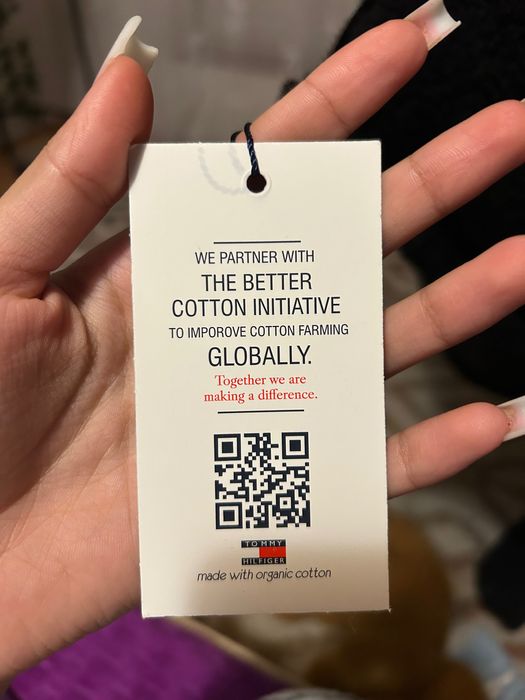 WE PARTNER WITH
THE BETTER
COTTON INITIATIVE
TO IMPOROVE COTTON FARMING
GLOBALLY.
Together we are
making a difference.
TOMMY
HILFIGER
made with organic cotton